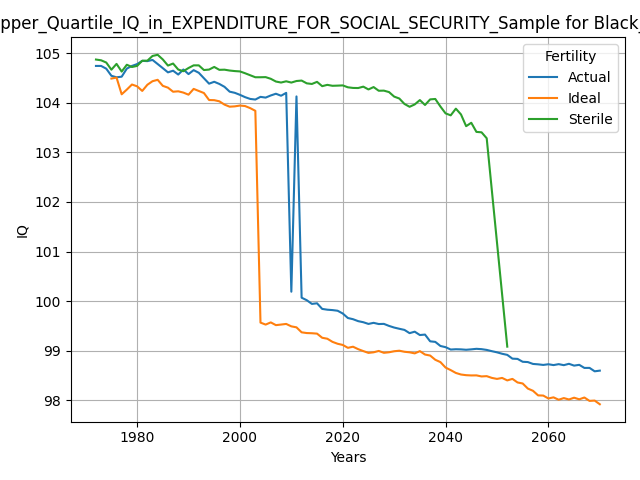 pper_Quartile_IQ_in_EXPENDITURE_FOR_SOCIAL_SECURITY_Sample for Black_
105
104
103
102
101
100
99
98
IQ
1980
2000
2020
2040
2060
Years
Fertility
Actual
Ideal
Sterile